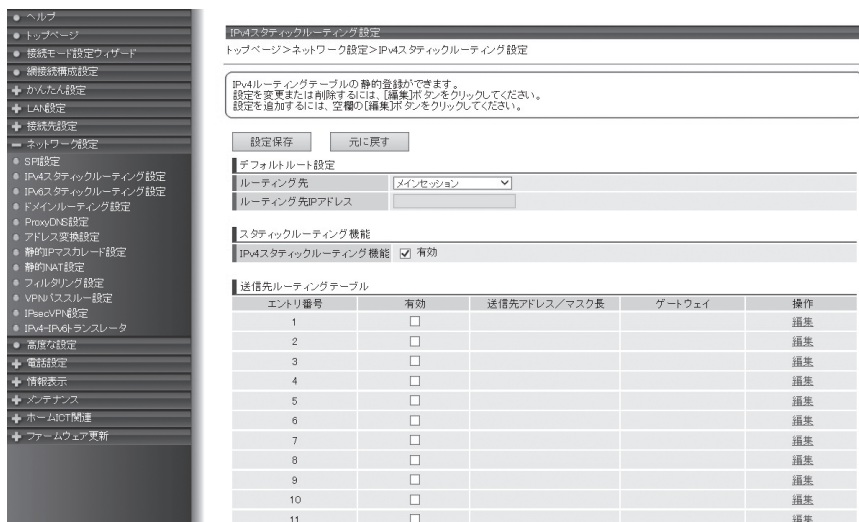 ヘルプ
トップページ
接続モード設定ウィザード
網接続構成設定
かんたん設定
LAN設定
接続先設定
ネットワーク設定
SPI設定
IPv4スタティックルーティング設定
IPv6スタティックルーティング設定
ドメインルーティング設定
ProxyDNS設定
アドレス変換設定
静的IPマスカレード設定
静的NAT設定
フィルタリング設定
VPNパススルー設定
IPsecVPN設定
IPv4-IPv6トランスレータ
高度な設定
電話設定
情報表示
メンテナンス
ホームICT関連
ファームウェア更新
IPv4スタティックルーティング設定
トップページ>ネットワーク設定>IPv4スタティックルーティング設定
IPv4ルーティングテーブルの静的登録ができます。
設定を変更または削除するには、[編集]ボタンをクリックしてください。
設定を追加するには、空欄の[編集]ボタンをクリックしてください。
設定保存 元に戻す
デフォルトルート設定
ルーティング先 メインセッション
ルーティング先IPアドレス
スタティックルーティング機能
IPv4スタティックルーティング機能 有効
送信先ルーティングテーブル
エントリ番号 有効 送信先アドレス/マスク長 ゲートウェイ 操作
1 編集
2 編集
3 編集
4 編集
5 編集
6 編集
7 編集
8 編集
9 編集
10 編集
11 編集